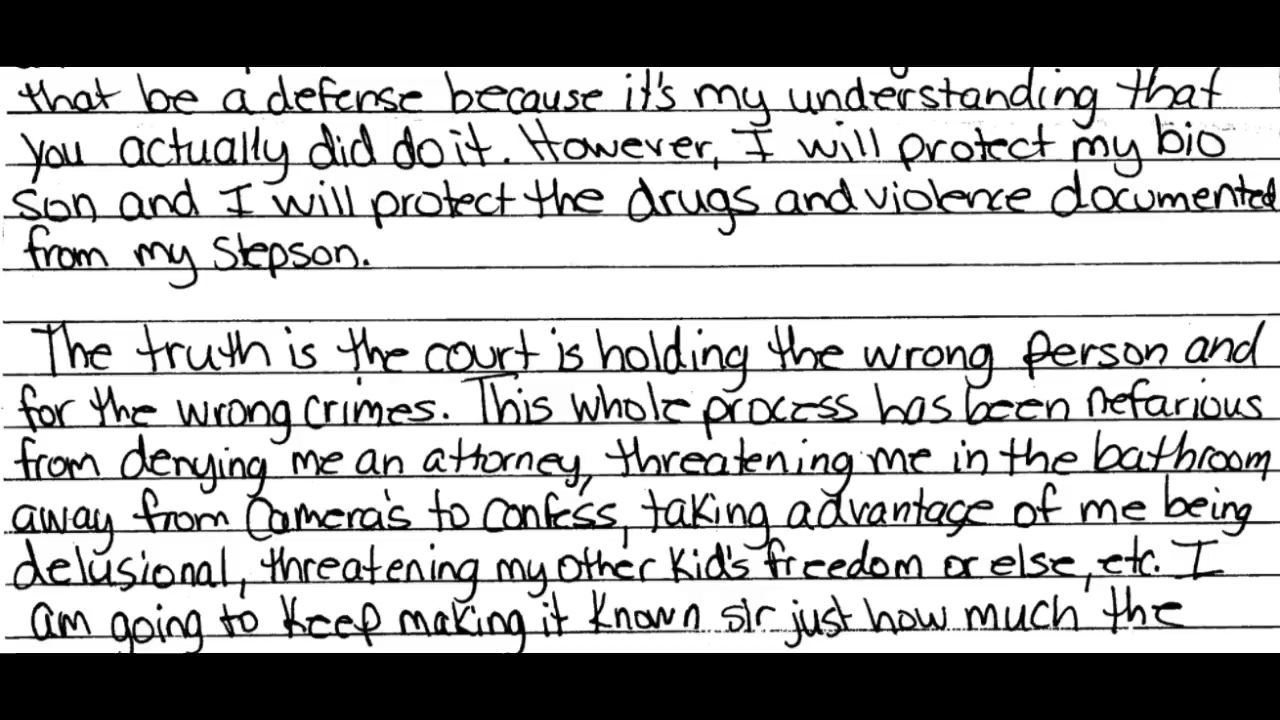 that be a defense because it's my understanding that
you actually did do it. However, I will protect my bio
son and I will protect the drugs and violence documented
from my stepson.
The truth is the court is holding the wrong person and
for the wrong crimes. This whole process has been nefarious
from denying me an attorney, threatening me in the bathroom,
away from Camera's to confess, taking advantage of me being
delusional, threatening my other kid's freedom or else, etc. I
am going to keep making it known sir just how much the